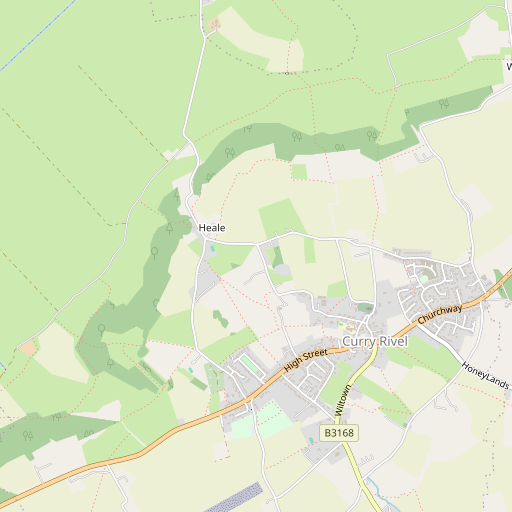 W
Heale
Churchway
Curry Rivel
High Street
HoneyLands
Wiltown
B3168